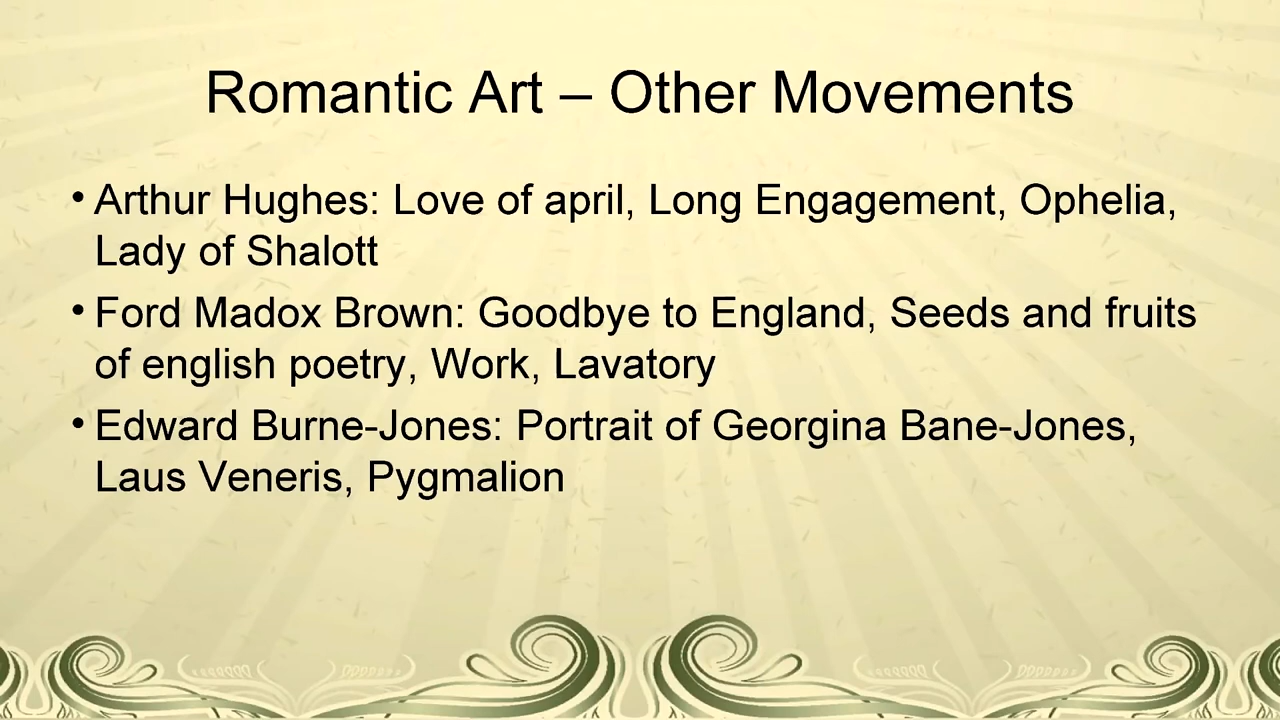 Romantic Art – Other Movements
• Arthur Hughes: Love of april, Long Engagement, Ophelia,
Lady of Shalott
• Ford Madox Brown: Goodbye to England, Seeds and fruits
of english poetry, Work, Lavatory
• Edward Burne-Jones: Portrait of Georgina Bane-Jones,
Laus Veneris, Pygmalion